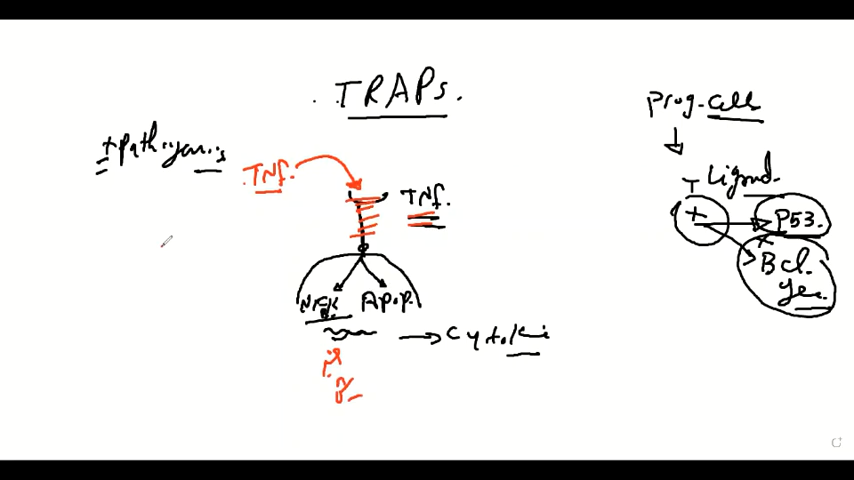 TRAPs.
+pathogenesis
TNF.
TNF.
NFK
B.
Apop.
→ Cytokine
Prog. cell
T Ligand.
+
P53.
Bcl.